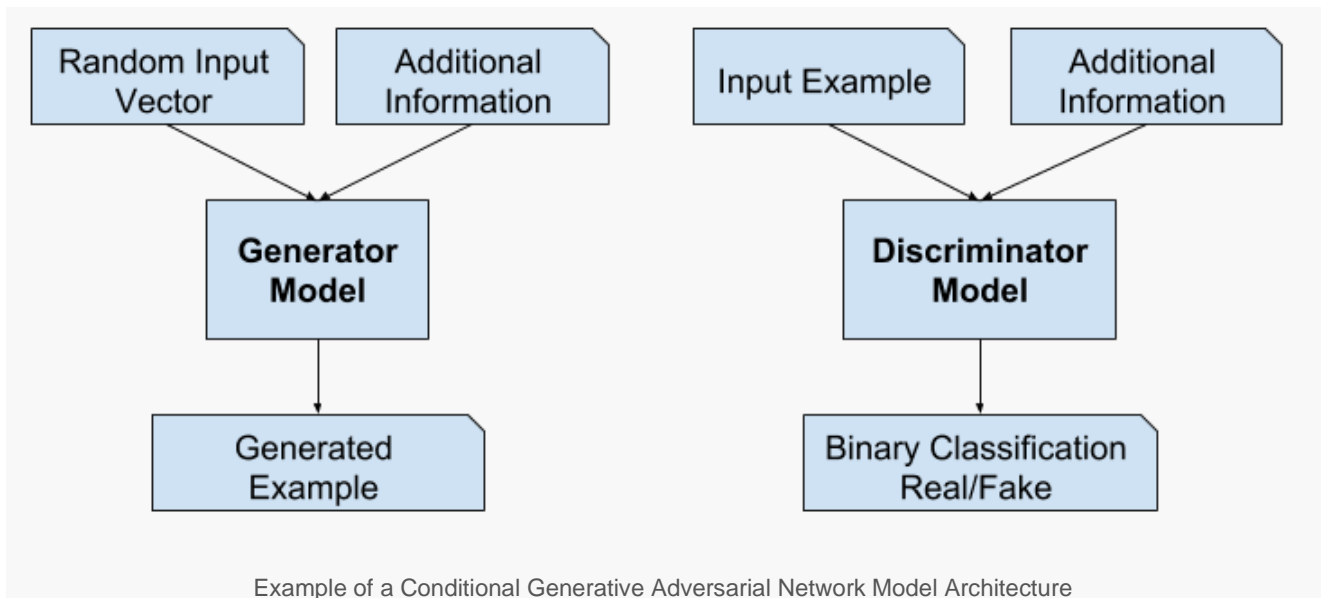 Random Input
Vector
Additional
Information
Input Example
Additional
Information
Generator
Model
Discriminator
Model
Generated
Example
Binary Classification
Real/Fake
Example of a Conditional Generative Adversarial Network Model Architecture